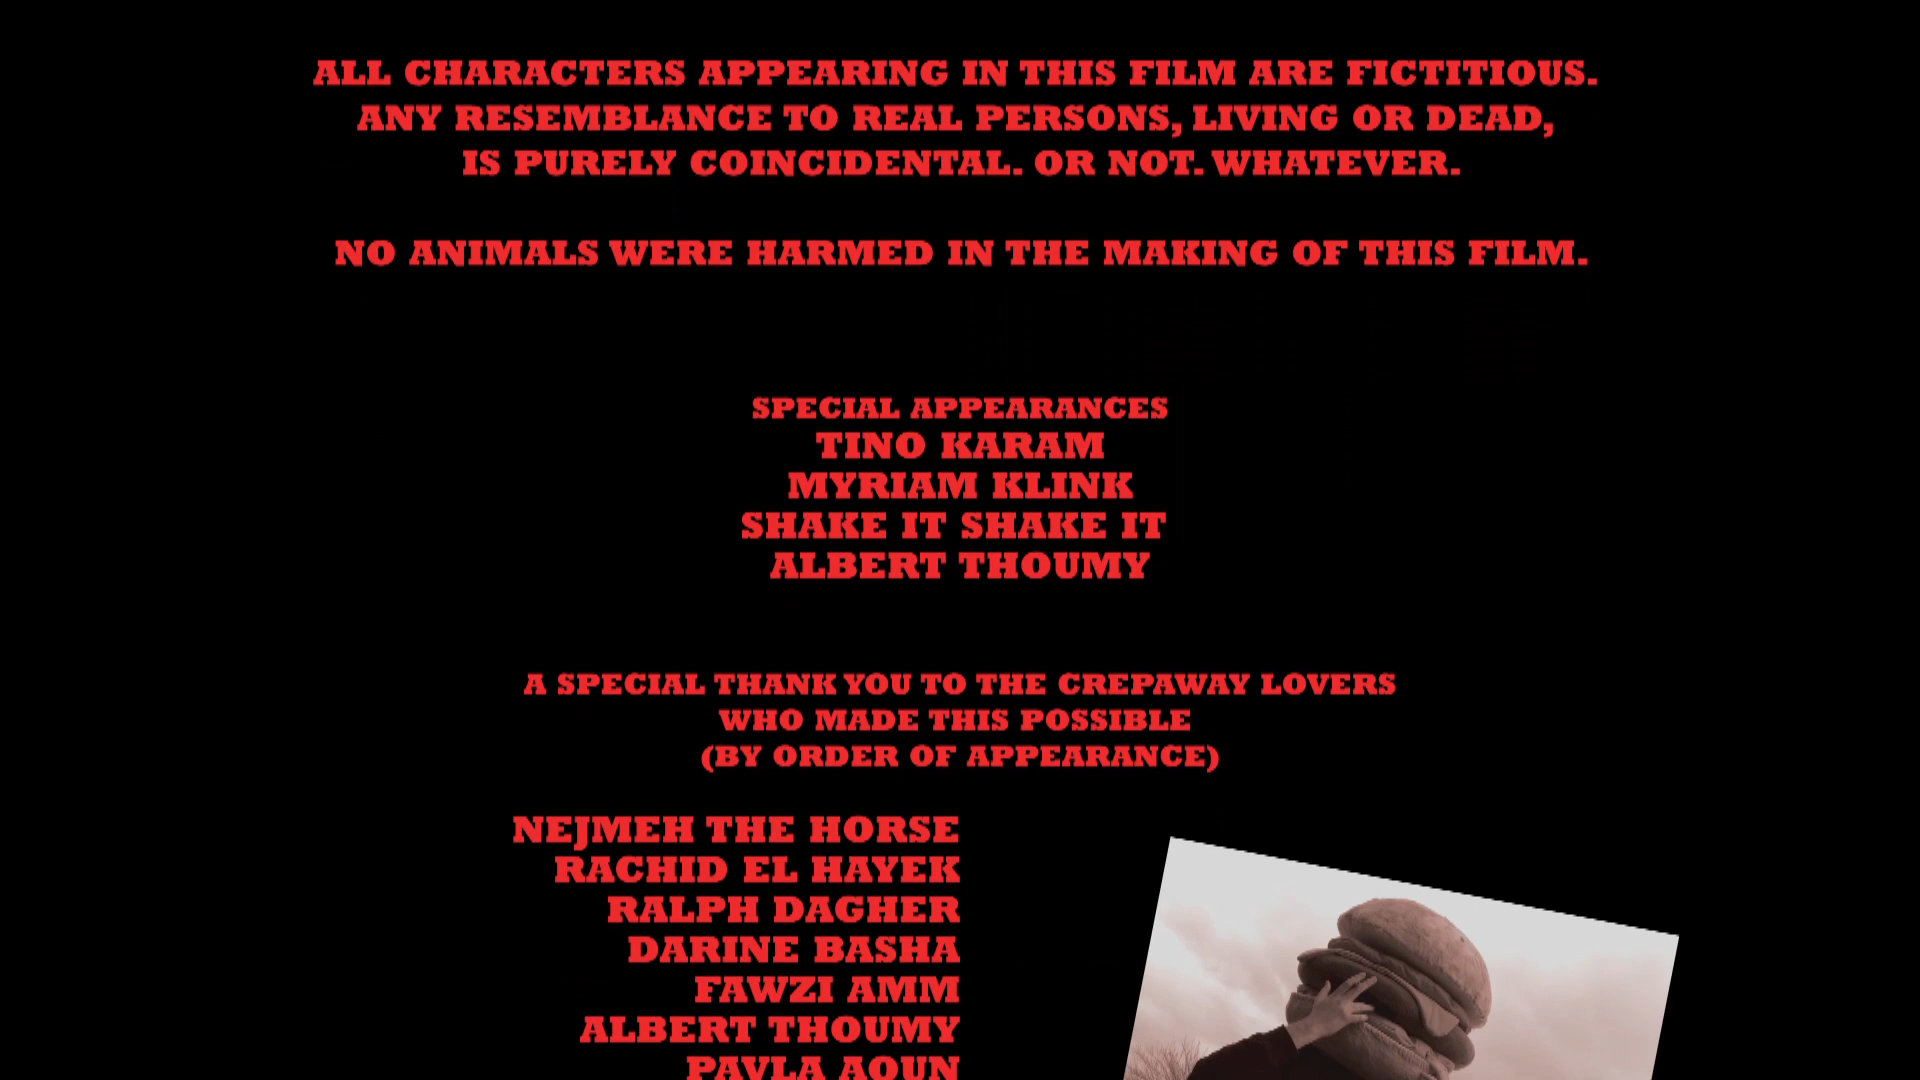 ALL CHARACTERS APPEARING IN THIS FILM ARE FICTITIOUS.
ANY RESEMBLANCE TO REAL PERSONS, LIVING OR DEAD,
IS PURELY COINCIDENTAL. OR NOT. WHATEVER.
NO ANIMALS WERE HARMED IN THE MAKING OF THIS FILM.
SPECIAL APPEARANCES
TINO KARAM
MYRIAM KLINK
SHAKE IT SHAKE IT
ALBERT THOUMY
A SPECIAL THANK YOU TO THE CREPAWAY LOVERS
WHO MADE THIS POSSIBLE
(BY ORDER OF APPEARANCE)
NEJMEH THE HORSE
RACHID EL HAYEK
RALPH DAGHER
DARINE BASHA
FAWZI AMM
ALBERT THOUMY
PAVLA AOUN